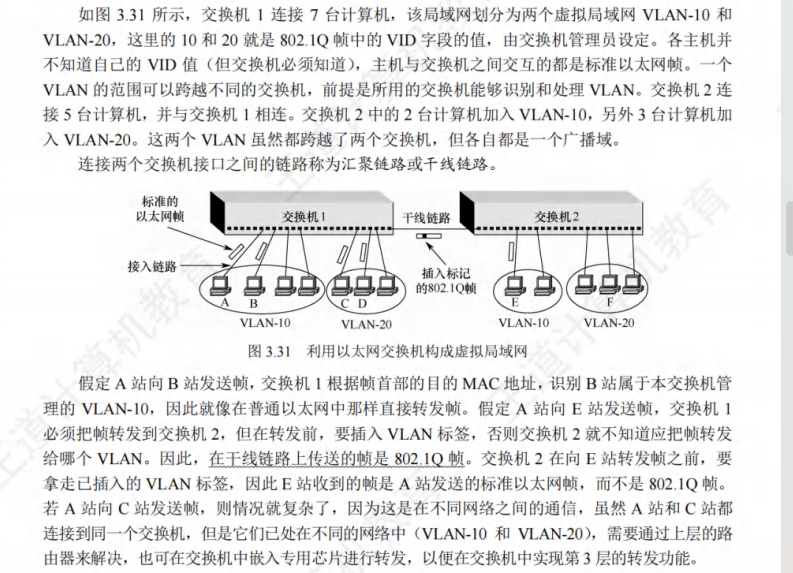 如图 3.31 所示，交换机 1 连接 7 台计算机，该局域网划分为两个虚拟局域网 VLAN-10 和
VLAN-20，这里的 10 和 20 就是 802.1Q 帧中的 VID 字段的值，由交换机管理员设定。各主机并
不知道自己的 VID 值（但交换机必须知道），主机与交换机之间交互的都是标准以太网帧。一个
VLAN 的范围可以跨越不同的交换机，前提是所用的交换机能够识别和处理 VLAN。交换机 2 连
接 5 台计算机，并与交换机 1 相连。交换机 2 中的 2 台计算机加入 VLAN-10，另外 3 台计算机加
入 VLAN-20。这两个 VLAN 虽然都跨越了两个交换机，但各自都是一个广播域。
连接两个交换机接口之间的链路称为汇聚链路或干线链路。
标准的
以太网帧
交换机1
干线链路
交换机2
接入链路
插入标记
的802.1Q帧
A B C D E F
VLAN-10 VLAN-20 VLAN-10 VLAN-20
图 3.31 利用以太网交换机构成虚拟局域网
假定 A 站向 B 站发送帧，交换机 1 根据帧首部的目的 MAC 地址，识别 B 站属于本交换机管
理的 VLAN-10，因此就像在普通以太网中那样直接转发帧。假定 A 站向 E 站发送帧，交换机 1
必须把帧转发到交换机 2，但在转发前，要插入 VLAN 标签，否则交换机 2 就不知道应把帧转发
给哪个 VLAN。因此，在干线链路上传送的帧是 802.1Q 帧。交换机 2 在向 E 站转发帧之前，要
拿走已插入的 VLAN 标签，因此 E 站收到的帧是 A 站发送的标准以太网帧，而不是 802.1Q 帧。
若 A 站向 C 站发送帧，则情况就复杂了，因为这是在不同网络之间的通信，虽然 A 站和 C 站都
连接到同一个交换机，但是它们已处在不同的网络中（VLAN-10 和 VLAN-20），需要通过上层的路
由器来解决，也可在交换机中嵌入专用芯片进行转发，以便在交换机中实现第 3 层的转发功能。
王道计算机教育